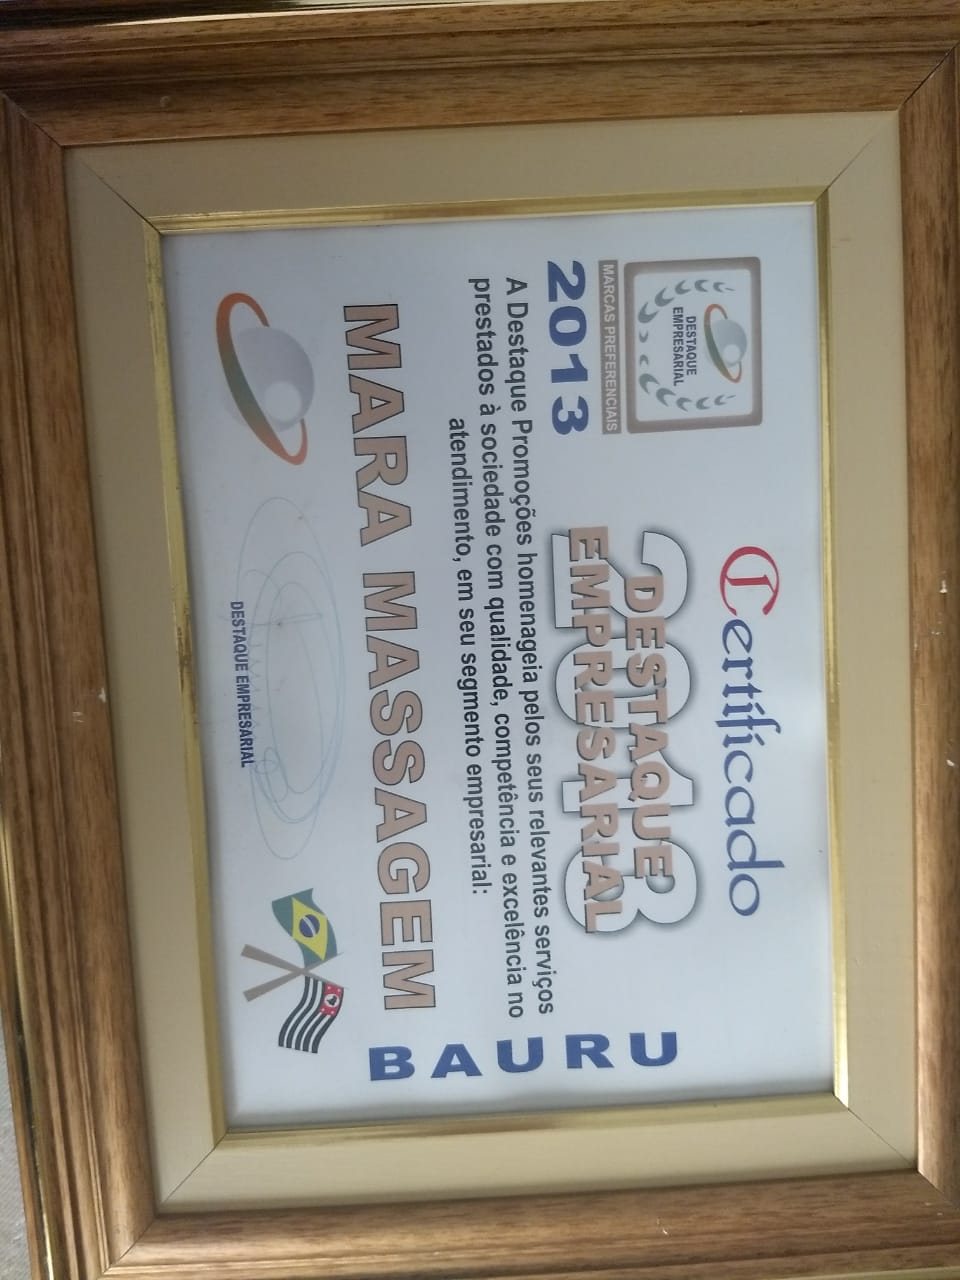 DESTAQUE
EMPRESARIAL
MARCAS PREFERENCIAIS
2013
Certificado
2013
DESTAQUE
EMPRESARIAL
A Destaque Promoções homenageia pelos seus relevantes serviços
prestados à sociedade com qualidade, competência e excelência no
atendimento, em seu segmento empresarial:
MARA MASSAGEM
BAURU
DESTAQUE EMPRESARIAL